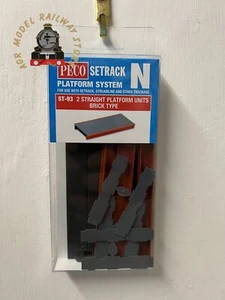 AGR MODEL RAILWAY STORE
PECO SETRACK N
PLATFORM SYSTEM
FOR USE WITH SETRACK, STREAMLINE AND OTHER TRACKAGE
ST-93 2 STRAIGHT PLATFORM UNITS
BRICK TYPE